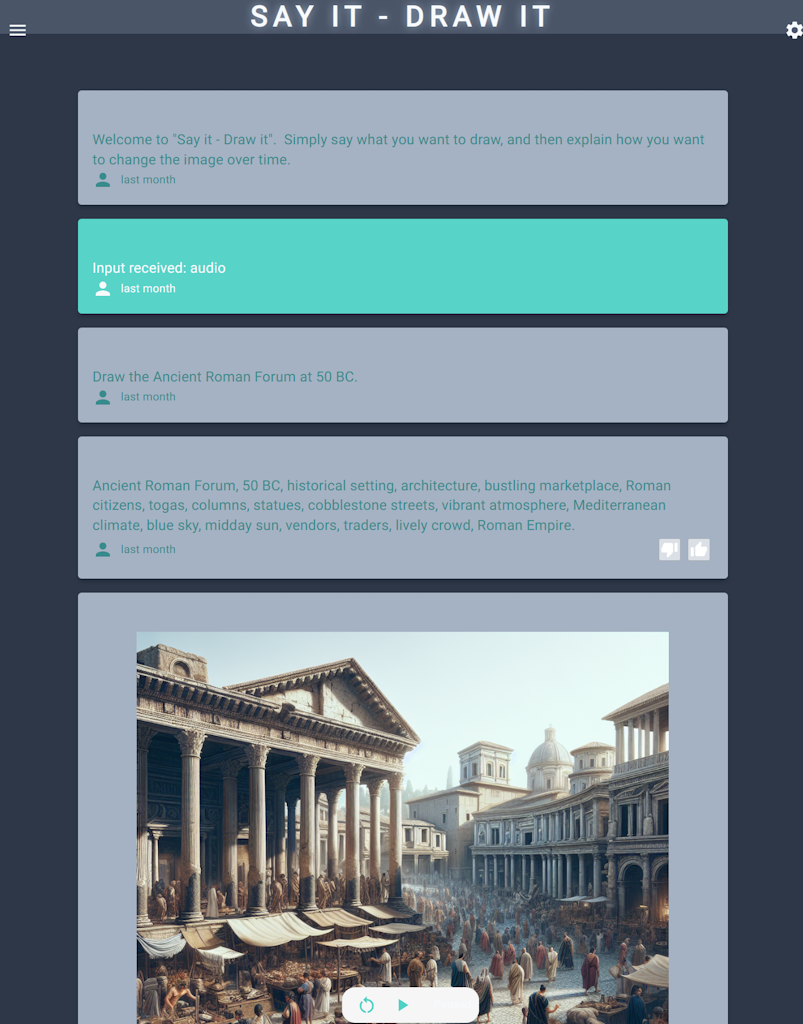 SAY IT - DRAW IT
Welcome to "Say it - Draw it".  Simply say what you want to draw, and then explain how you want
to change the image over time.
last month
Input received: audio
last month
Draw the Ancient Roman Forum at 50 BC.
last month
Ancient Roman Forum, 50 BC, historical setting, architecture, bustling marketplace, Roman
citizens, togas, columns, statues, cobblestone streets, vibrant atmosphere, Mediterranean
climate, blue sky, midday sun, vendors, traders, lively crowd, Roman Empire.
last month